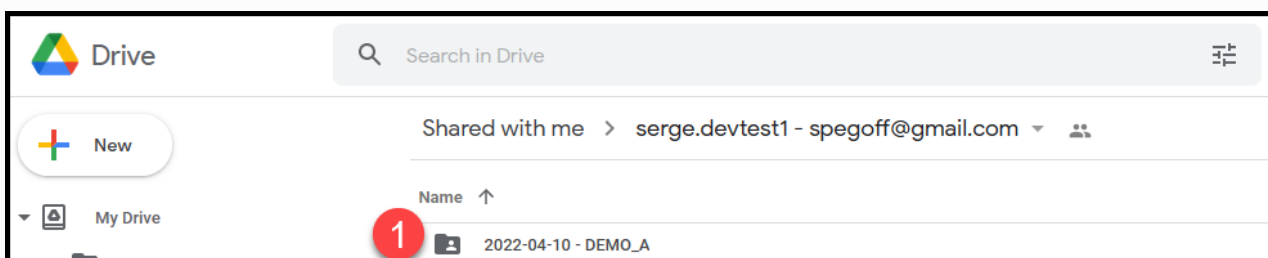 Drive
Search in Drive
New
Shared with me > serge.devtest1 - spegoff@gmail.com
Name
My Drive
1
2022-04-10 - DEMO_A